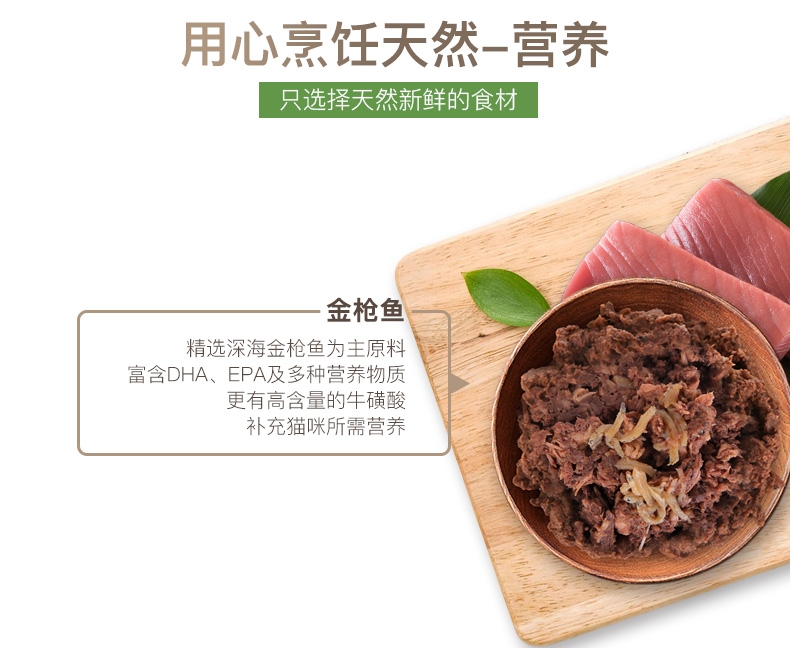 用心烹饪天然–营养
只选择天然新鲜的食材
金枪鱼
精选深海金枪鱼为主原料
富含DHA、EPA及多种营养物质
更有高含量的牛磺酸
补充猫咪所需营养